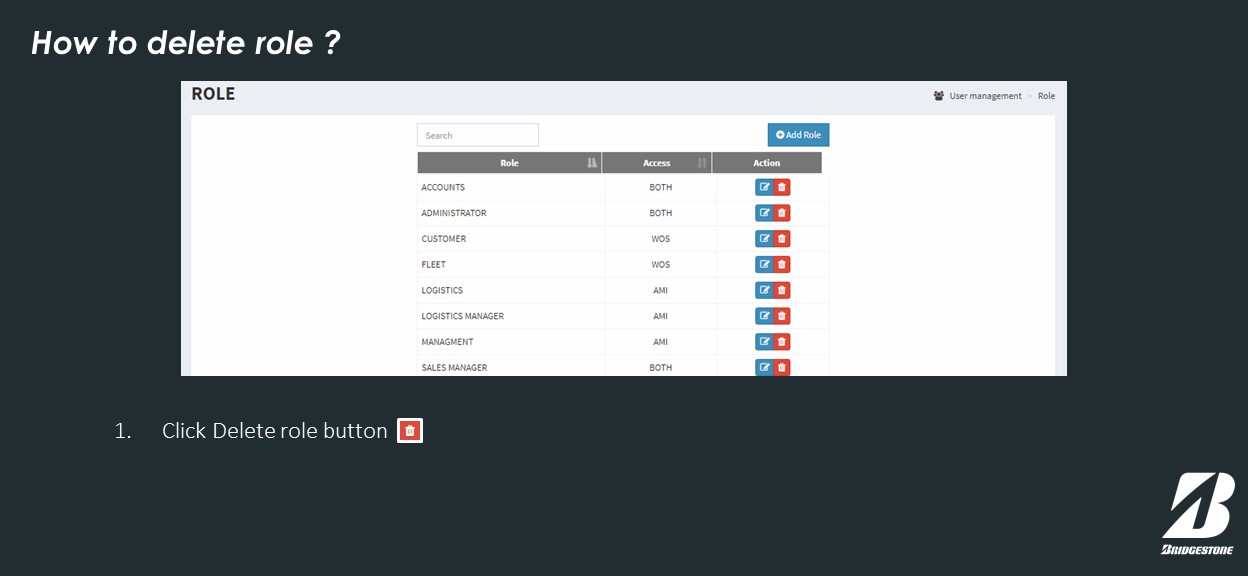 How to delete role ?
ROLE
User management > Role
Search
Add Role
Role Access Action
ACCOUNTS BOTH
ADMINISTRATOR BOTH
CUSTOMER WOS
FLEET WOS
LOGISTICS AMI
LOGISTICS MANAGER AMI
MANAGMENT AMI
SALES MANAGER BOTH
1. Click Delete role button
BRIDGESTONE